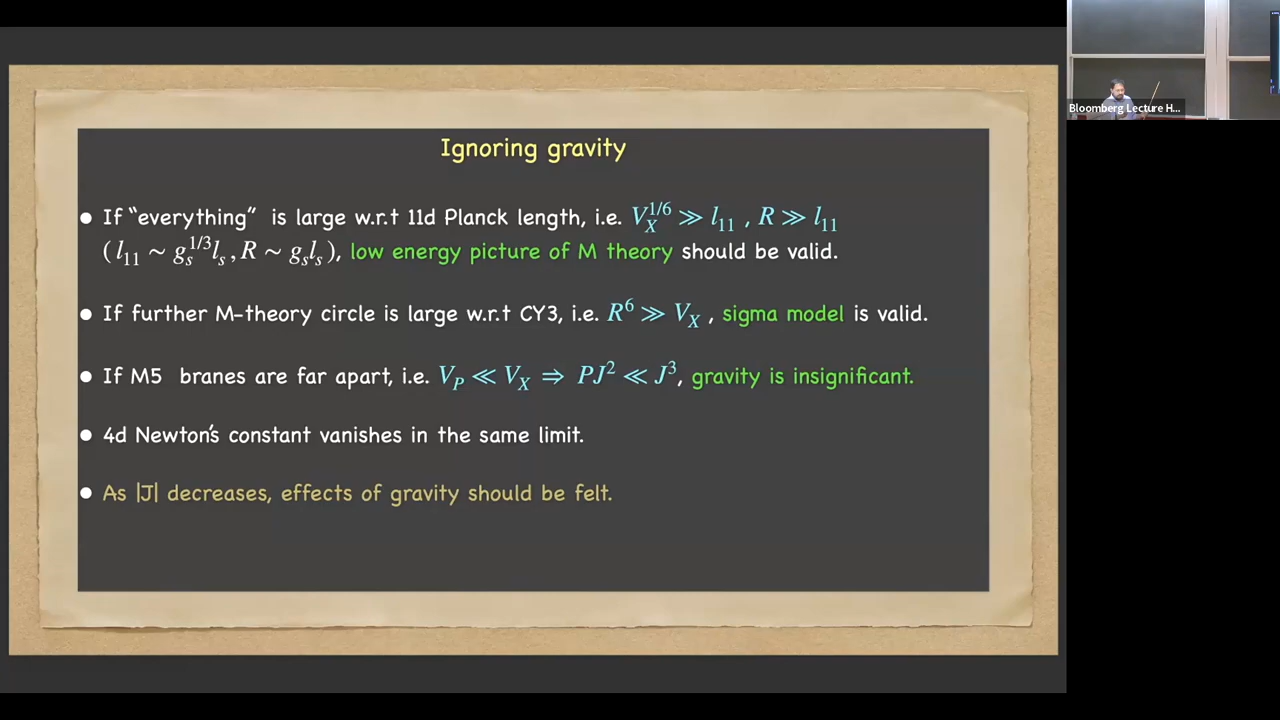 Ignoring gravity
● If "everything" is large w.r.t 11d Planck length, i.e. $V_X^{1/6} \gg l_{11}$ , $R \gg l_{11}$
( $l_{11} \sim g_s^{1/3} l_s , R \sim g_s l_s$ ), low energy picture of M theory should be valid.
● If further M-theory circle is large w.r.t CY3, i.e. $R^6 \gg V_X$ , sigma model is valid.
● If M5 branes are far apart, i.e. $V_P \ll V_X \Rightarrow PJ^2 \ll J^3$, gravity is insignificant.
● 4d Newton's constant vanishes in the same limit.
● As |J| decreases, effects of gravity should be felt.
Bloomberg Lecture H...